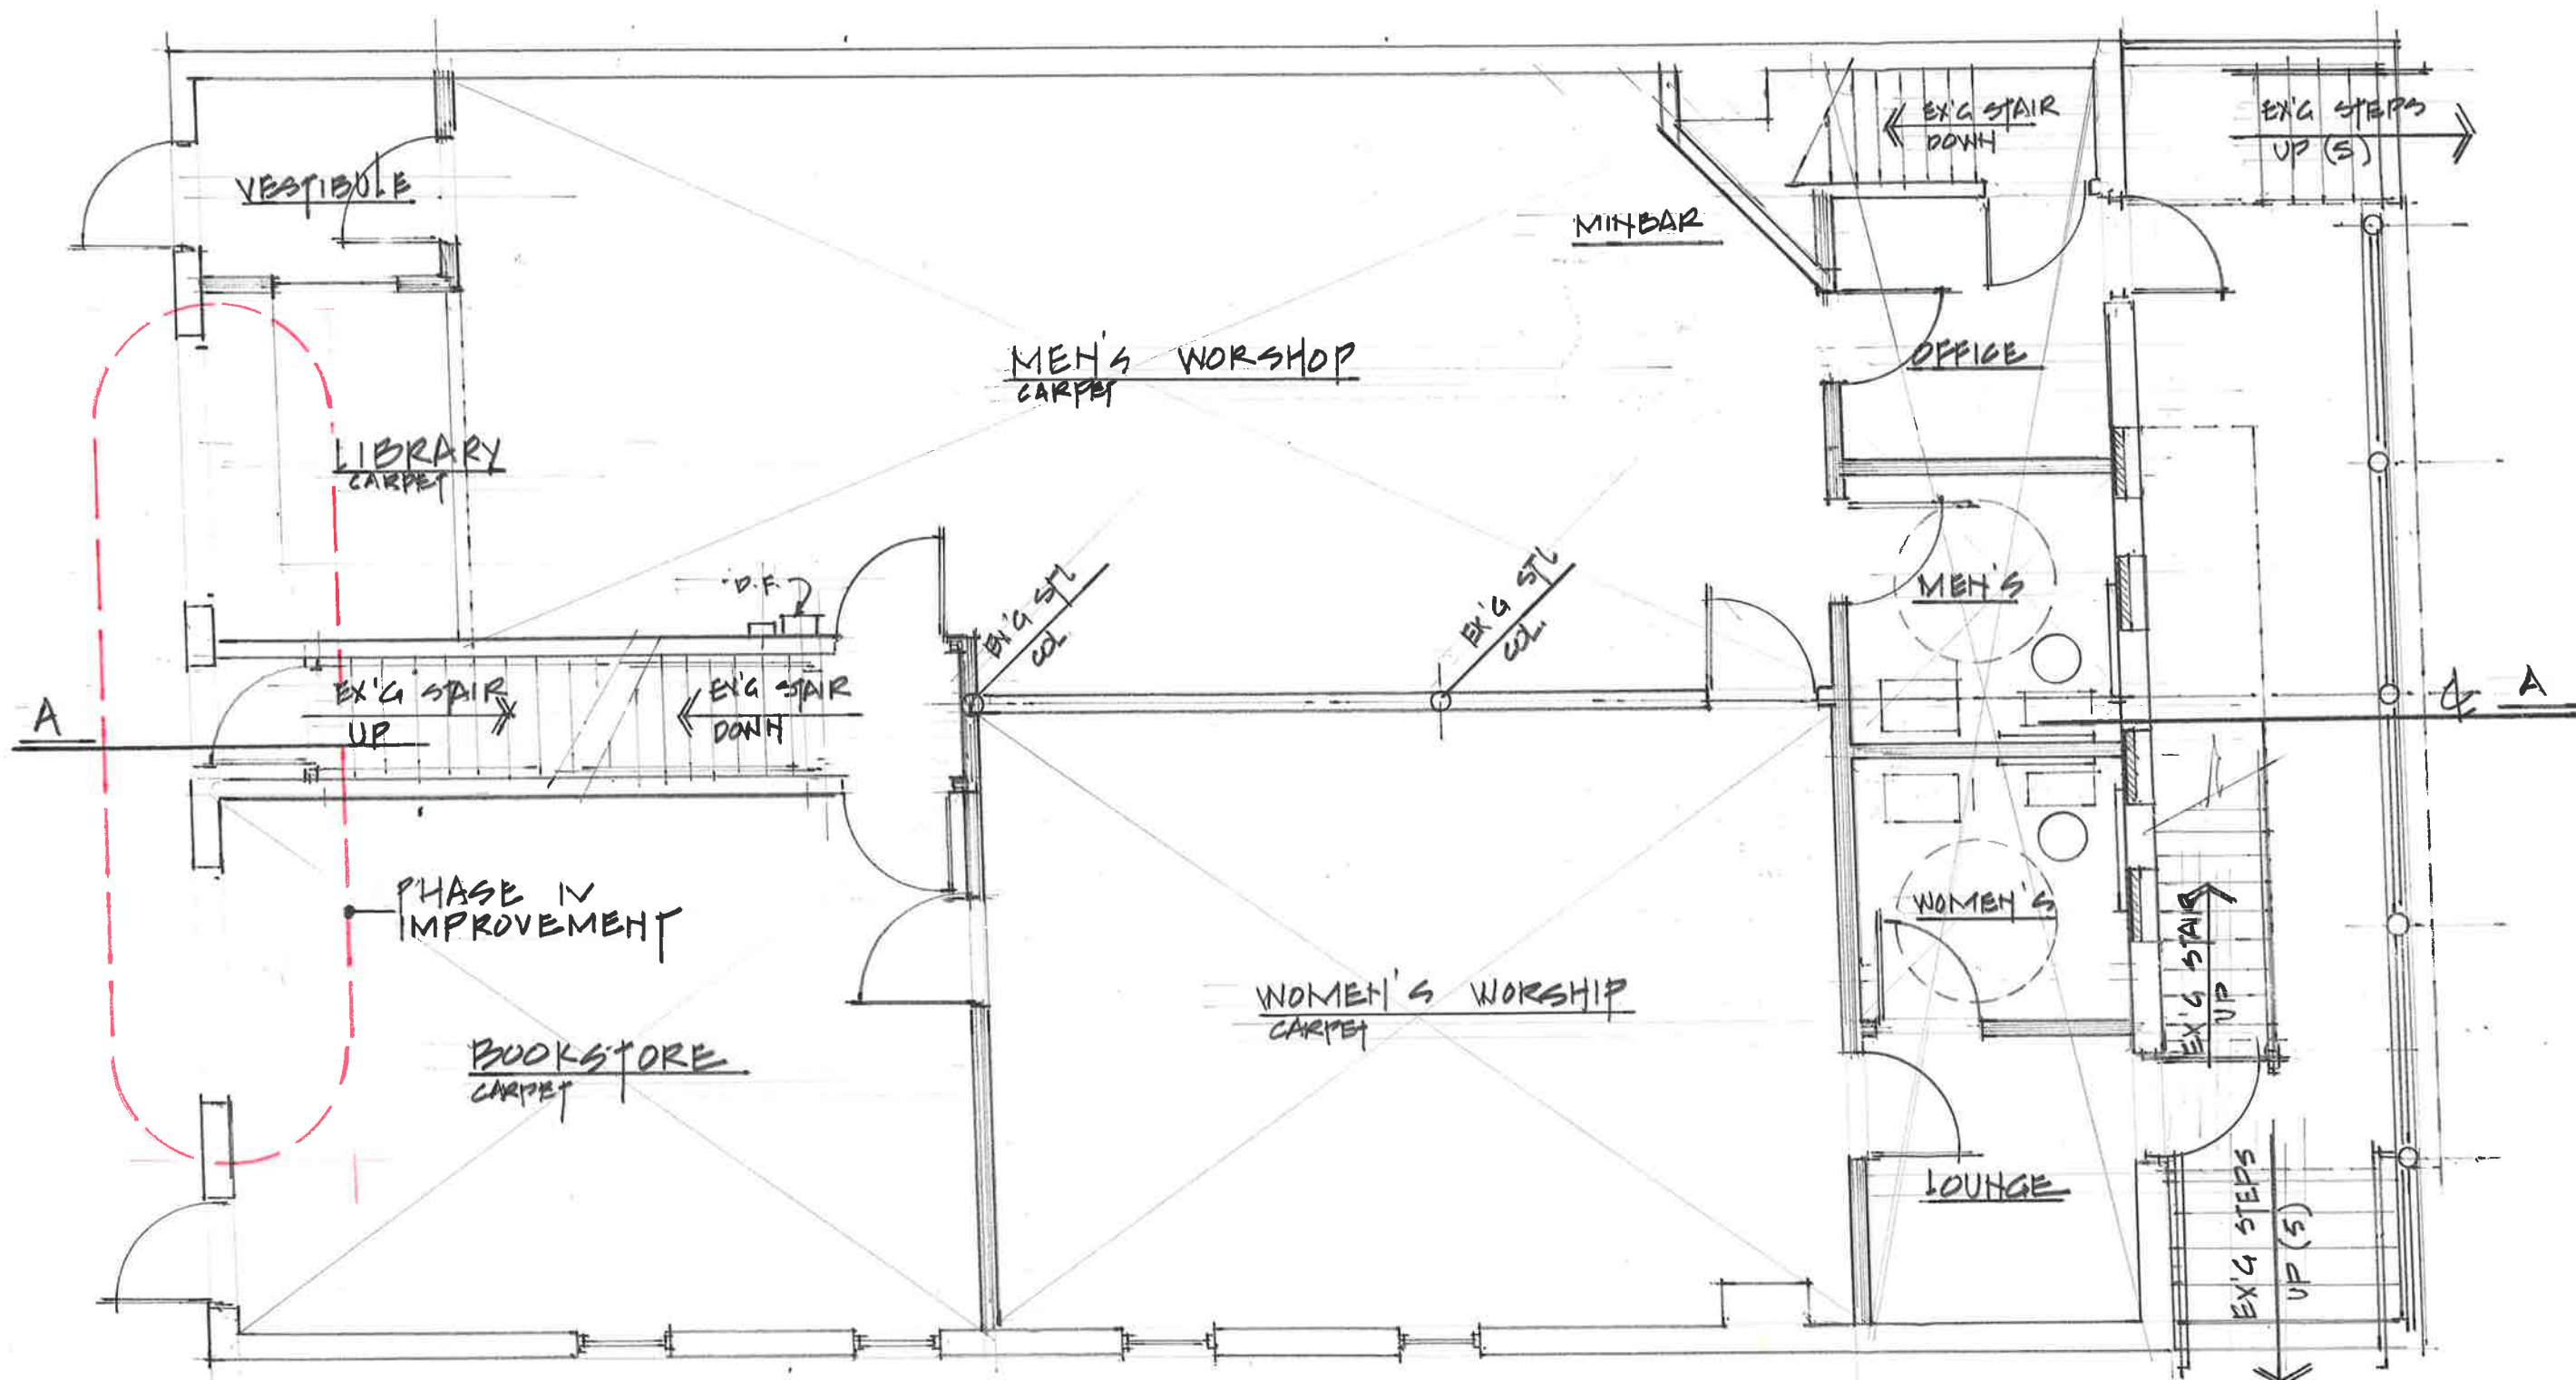 EX'G STAIR
DOWN
EX'G STEPS
UP (5)
VESTIBULE
MINBAR
MEN'S WORSHOP
CARPET
OFFICE
LIBRARY
CARPET
D.F.
EX'G STL
COL.
EX'G STL
COL.
MEN'S
EX'G STAIR
UP
EX'G STAIR
DOWN
A
A
PHASE IV
IMPROVEMENT
WOMEN'S
EX'G STAIR
UP
WOMEN'S WORSHIP
CARPET
BOOKSTORE
CARPET
LOUNGE
EX'G STEPS
UP (5)